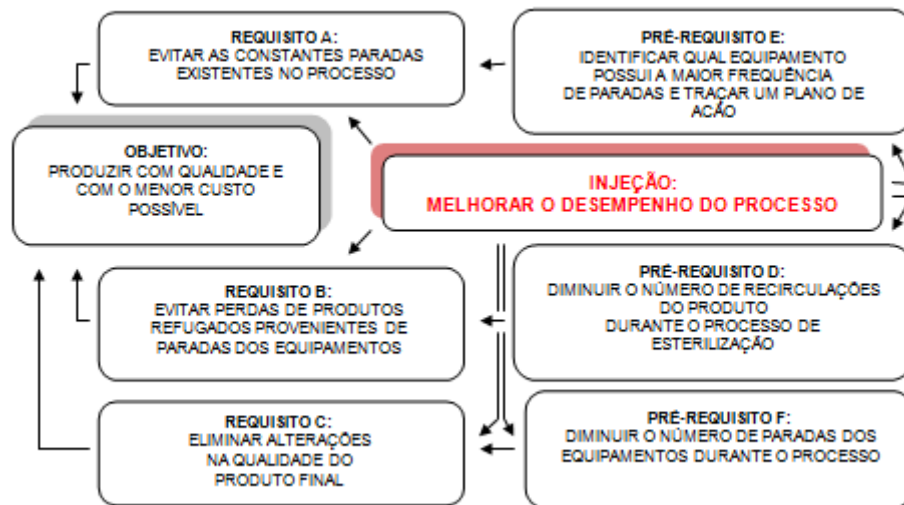 REQUISITO A:
EVITAR AS CONSTANTES PARADAS
EXISTENTES NO PROCESSO
PRÉ-REQUISITO E:
IDENTIFICAR QUAL EQUIPAMENTO
POSSUI A MAIOR FREQUÊNCIA
DE PARADAS E TRAÇAR UM PLANO DE
ACÃO
OBJETIVO:
PRODUZIR COM QUALIDADE E
COM O MENOR CUSTO
POSSÍVEL
INJEÇÃO:
MELHORAR O DESEMPENHO DO PROCESSO
REQUISITO B:
EVITAR PERDAS DE PRODUTOS
REFUGADOS PROVENIENTES DE
PARADAS DOS EQUIPAMENTOS
PRÉ-REQUISITO D:
DIMINUIR O NÚMERO DE RECIRCULAÇÕES
DO PRODUTO
DURANTE O PROCESSO DE
ESTERILIZAÇÃO
REQUISITO C:
ELIMINAR ALTERAÇÕES
NA QUALIDADE DO
PRODUTO FINAL
PRÉ-REQUISITO F:
DIMINUIR O NÚMERO DE PARADAS DOS
EQUIPAMENTOS DURANTE O PROCESSO